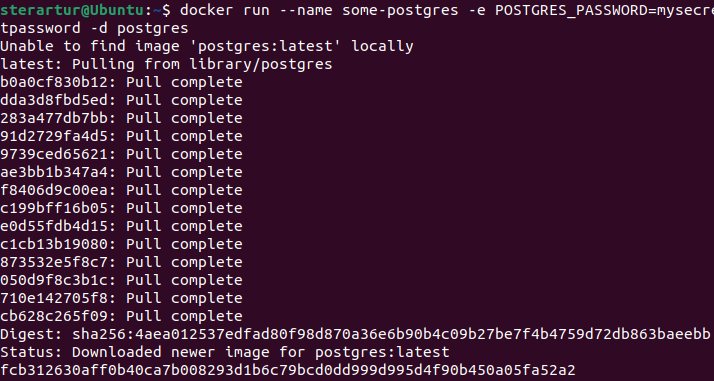 sterartur@Ubuntu:~$ docker run --name some-postgres -e POSTGRES_PASSWORD=mysecre
tpassword -d postgres
Unable to find image 'postgres:latest' locally
latest: Pulling from library/postgres
b0a0cf830b12: Pull complete
dda3d8fbd5ed: Pull complete
283a477db7bb: Pull complete
91d2729fa4d5: Pull complete
9739ced65621: Pull complete
ae3bb1b347a4: Pull complete
f8406d9c00ea: Pull complete
c199bff16b05: Pull complete
e0d55fdb4d15: Pull complete
c1cb13b19080: Pull complete
873532e5f8c7: Pull complete
050d9f8c3b1c: Pull complete
710e142705f8: Pull complete
cb628c265f09: Pull complete
Digest: sha256:4aea012537edfad80f98d870a36e6b90b4c09b27be7f4b4759d72db863baeebb
Status: Downloaded newer image for postgres:latest
fcb312630aff0b40ca7b008293d1b6c79bcd0dd999d995d4f90b450a05fa52a2